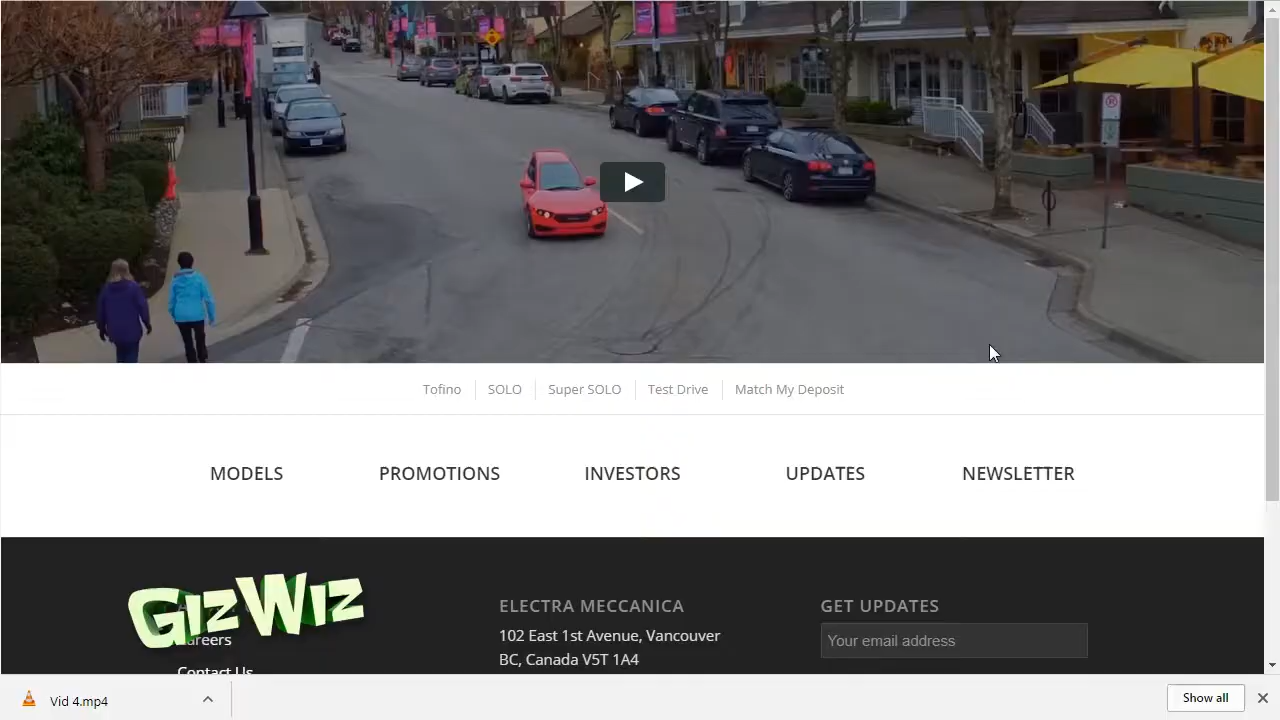 Tofino
SOLO
Super SOLO
Test Drive
Match My Deposit
MODELS
PROMOTIONS
INVESTORS
UPDATES
NEWSLETTER
GIZWIZ
Careers
Contact Us
ELECTRA MECCANICA
102 East 1st Avenue, Vancouver
BC, Canada V5T 1A4
GET UPDATES
Your email address
Vid 4.mp4
Show all